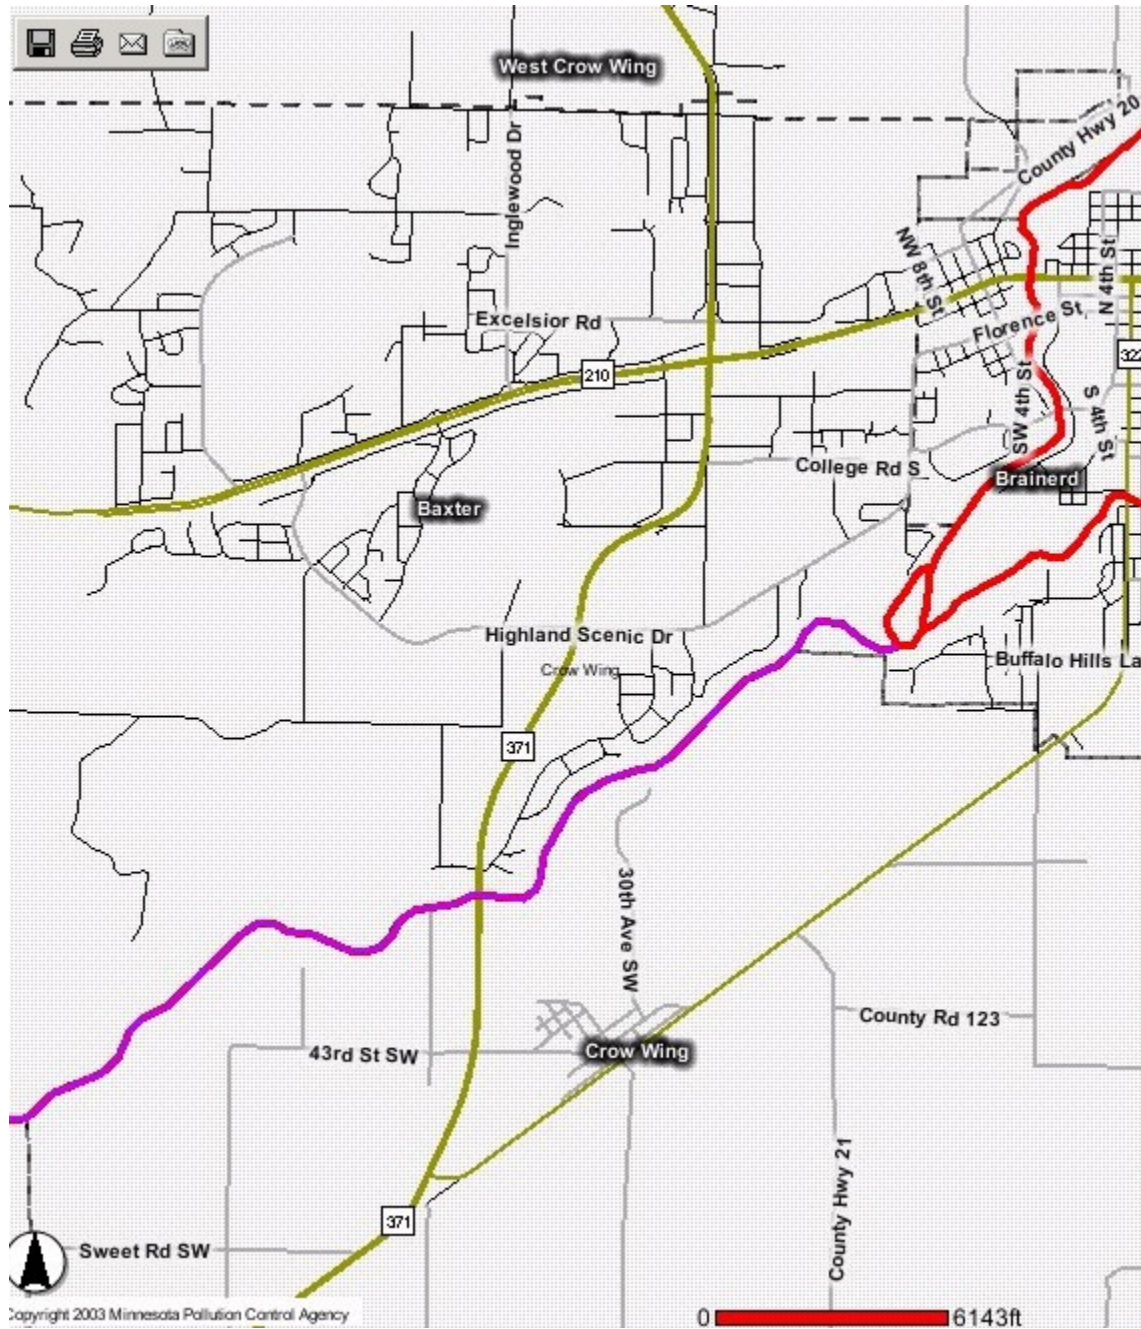 West Crow Wing
County Hwy 20
Inglewood Dr
NW 8th St
N 4th St
Excelsior Rd
Florence St
322
210
SW 4th St
S 4th St
College Rd S
Brainerd
Baxter
Highland Scenic Dr
Buffalo Hills La
Crow Wing
371
30th Ave SW
County Rd 123
43rd St SW
Crow Wing
County Hwy 21
371
Sweet Rd SW
Copyright 2003 Minnesota Pollution Control Agency
0 6143ft